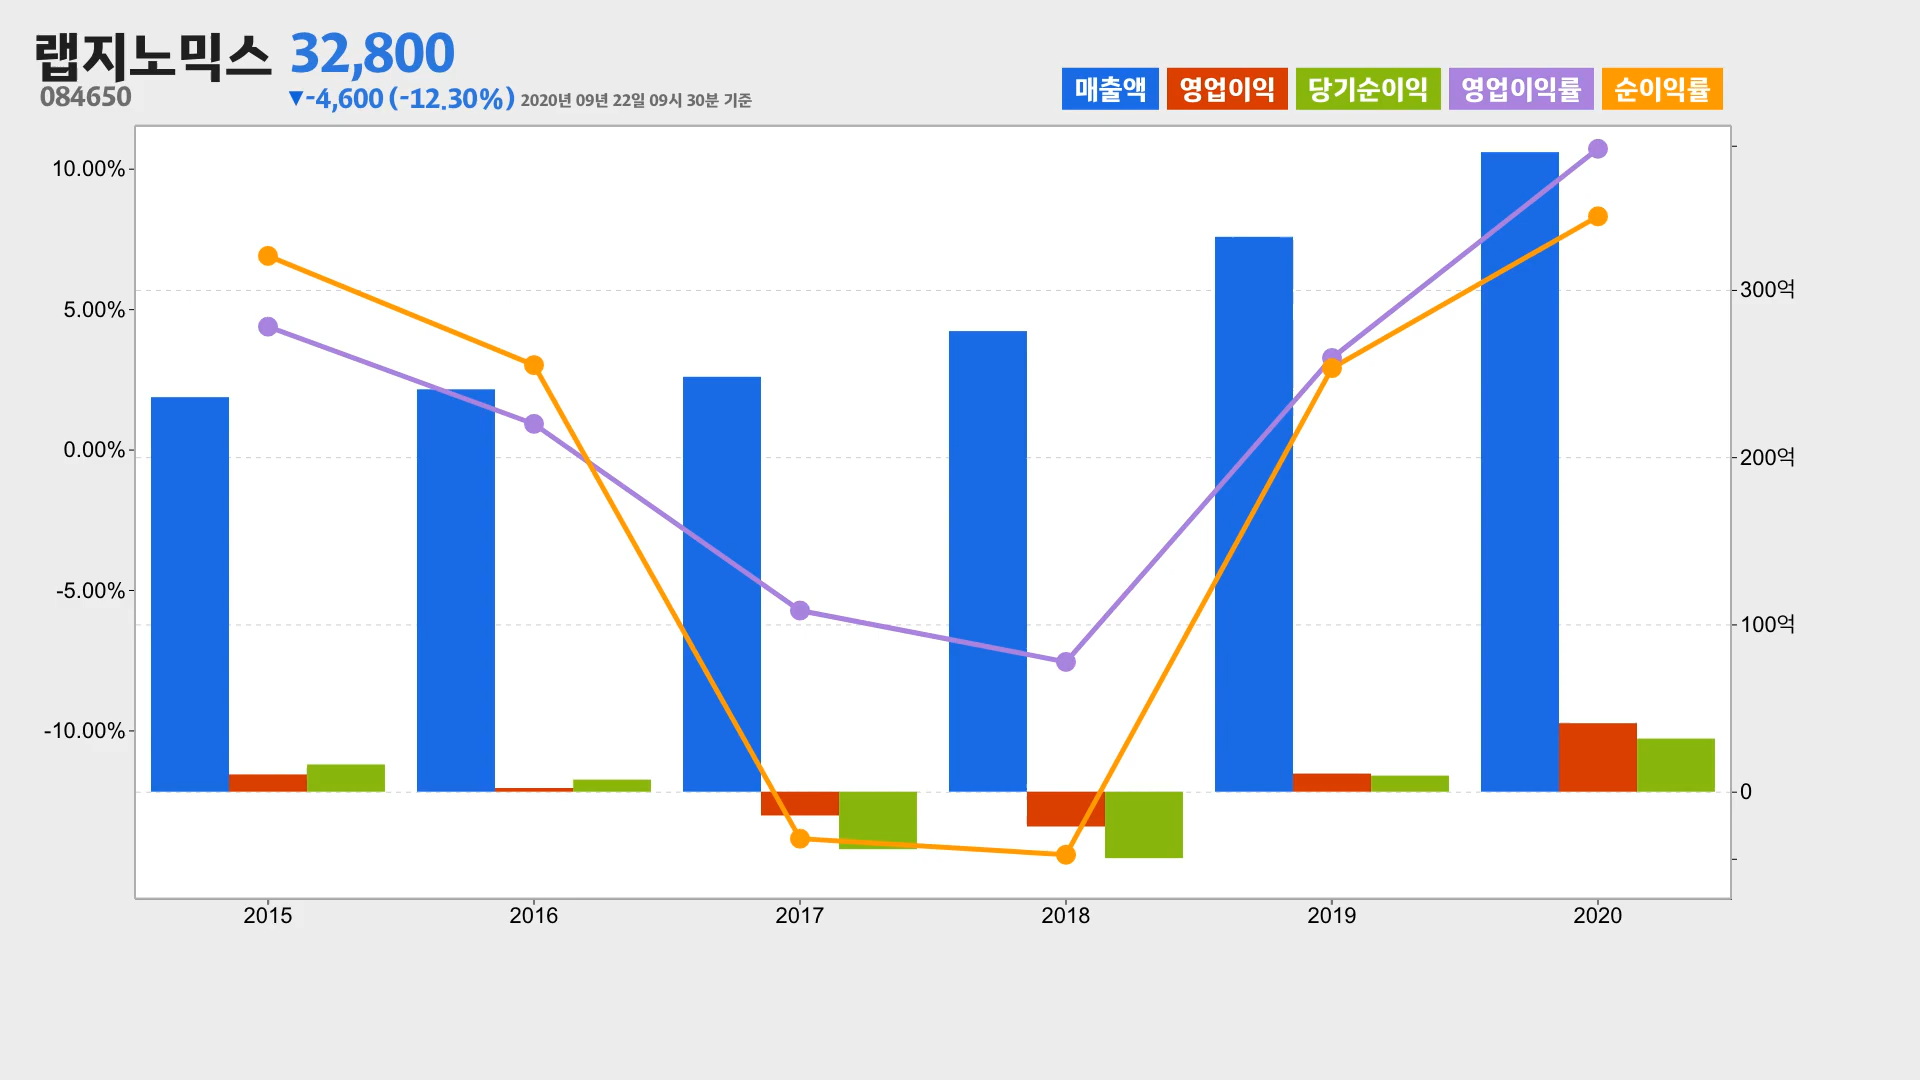 랩지노믹스 32,800
084650
▼-4,600 (-12.30%) 2020년 09년 22일 09시 30분 기준
매출액 영업이익 당기순이익 영업이익률 순이익률
10.00%
5.00%
0.00%
-5.00%
-10.00%
300억
200억
100억
0
2015 2016 2017 2018 2019 2020